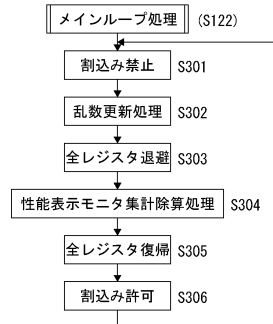 メインループ処理 (S122)
割込み禁止 S301
乱数更新処理 S302
全レジスタ退避 S303
性能表示モニタ集計除算処理 S304
全レジスタ復帰 S305
割込み許可 S306